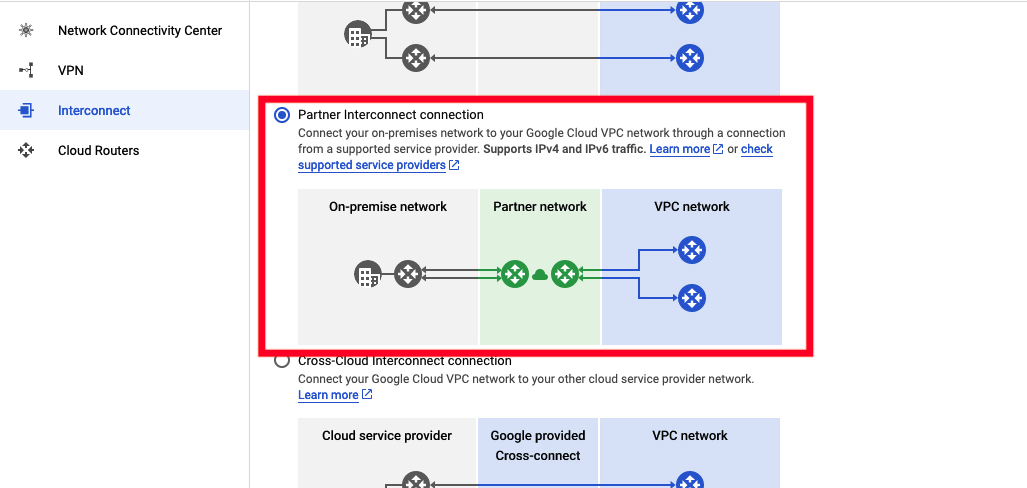 Network Connectivity Center
VPN
Interconnect
Cloud Routers
Partner Interconnect connection
Connect your on-premises network to your Google Cloud VPC network through a connection
from a supported service provider. Supports IPv4 and IPv6 traffic. Learn more or check
supported service providers
On-premise network
Partner network
VPC network
Cross-Cloud Interconnect connection
Connect your Google Cloud VPC network to your other cloud service provider network.
Learn more
Cloud service provider
Google provided
Cross-connect
VPC network